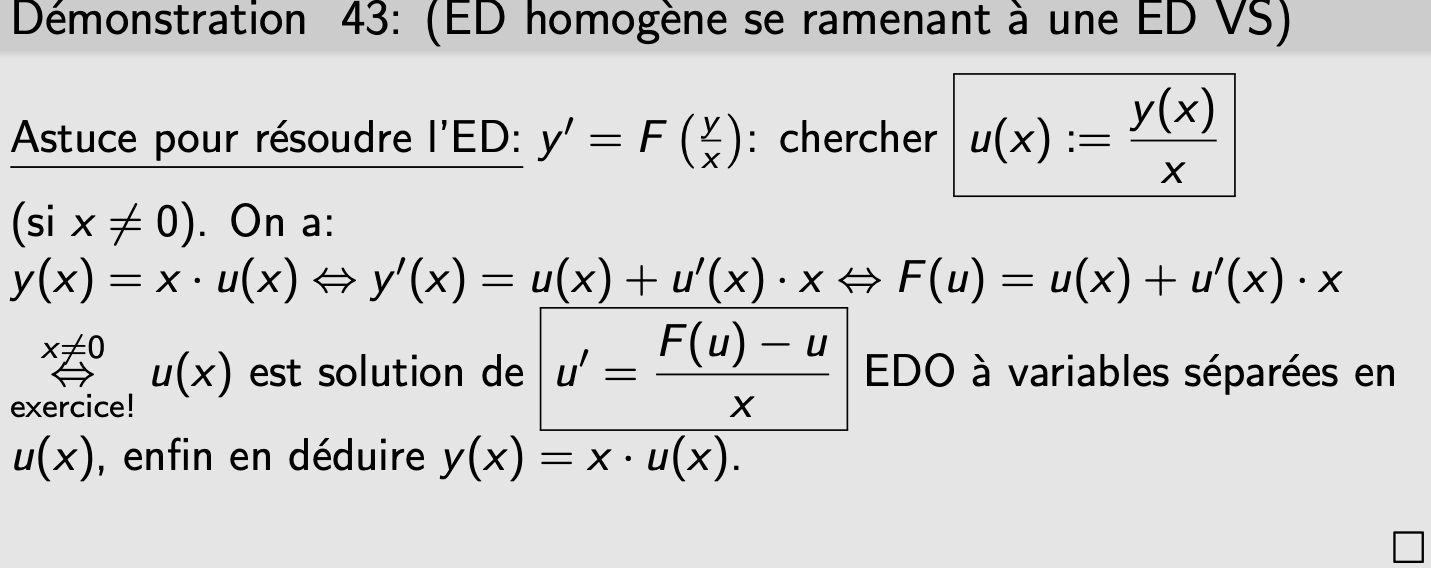 Démonstration 43: (ED homogène se ramenant à une ED VS)
Astuce pour résoudre l'ED: y′ = F (y/x): chercher u(x) := y(x)/x
(si x ≠ 0). On a:
y(x) = x · u(x) ⇔ y′(x) = u(x) + u′(x) · x ⇔ F(u) = u(x) + u′(x) · x
x≠0 ⇔ exercice! u(x) est solution de u′ = F(u) − u / x EDO à variables séparées en
u(x), enfin en déduire y(x) = x · u(x).
□